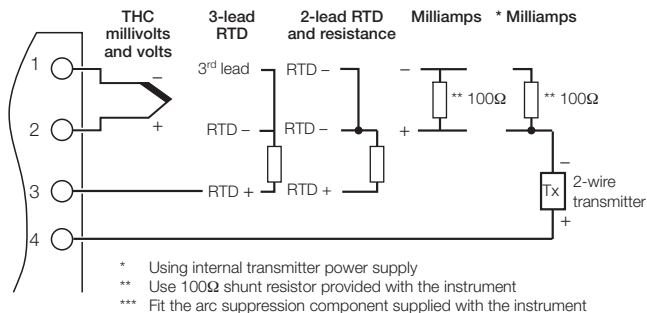 THC
millivolts
and volts
3-lead
RTD
2-lead RTD
and resistance
Milliamps
* Milliamps
1
2
3
4
–
+
3rd lead
RTD –
RTD +
RTD –
RTD –
RTD +
–
+
** 100Ω
** 100Ω
–
Tx
+
2-wire
transmitter
* Using internal transmitter power supply
** Use 100Ω shunt resistor provided with the instrument
*** Fit the arc suppression component supplied with the instrument